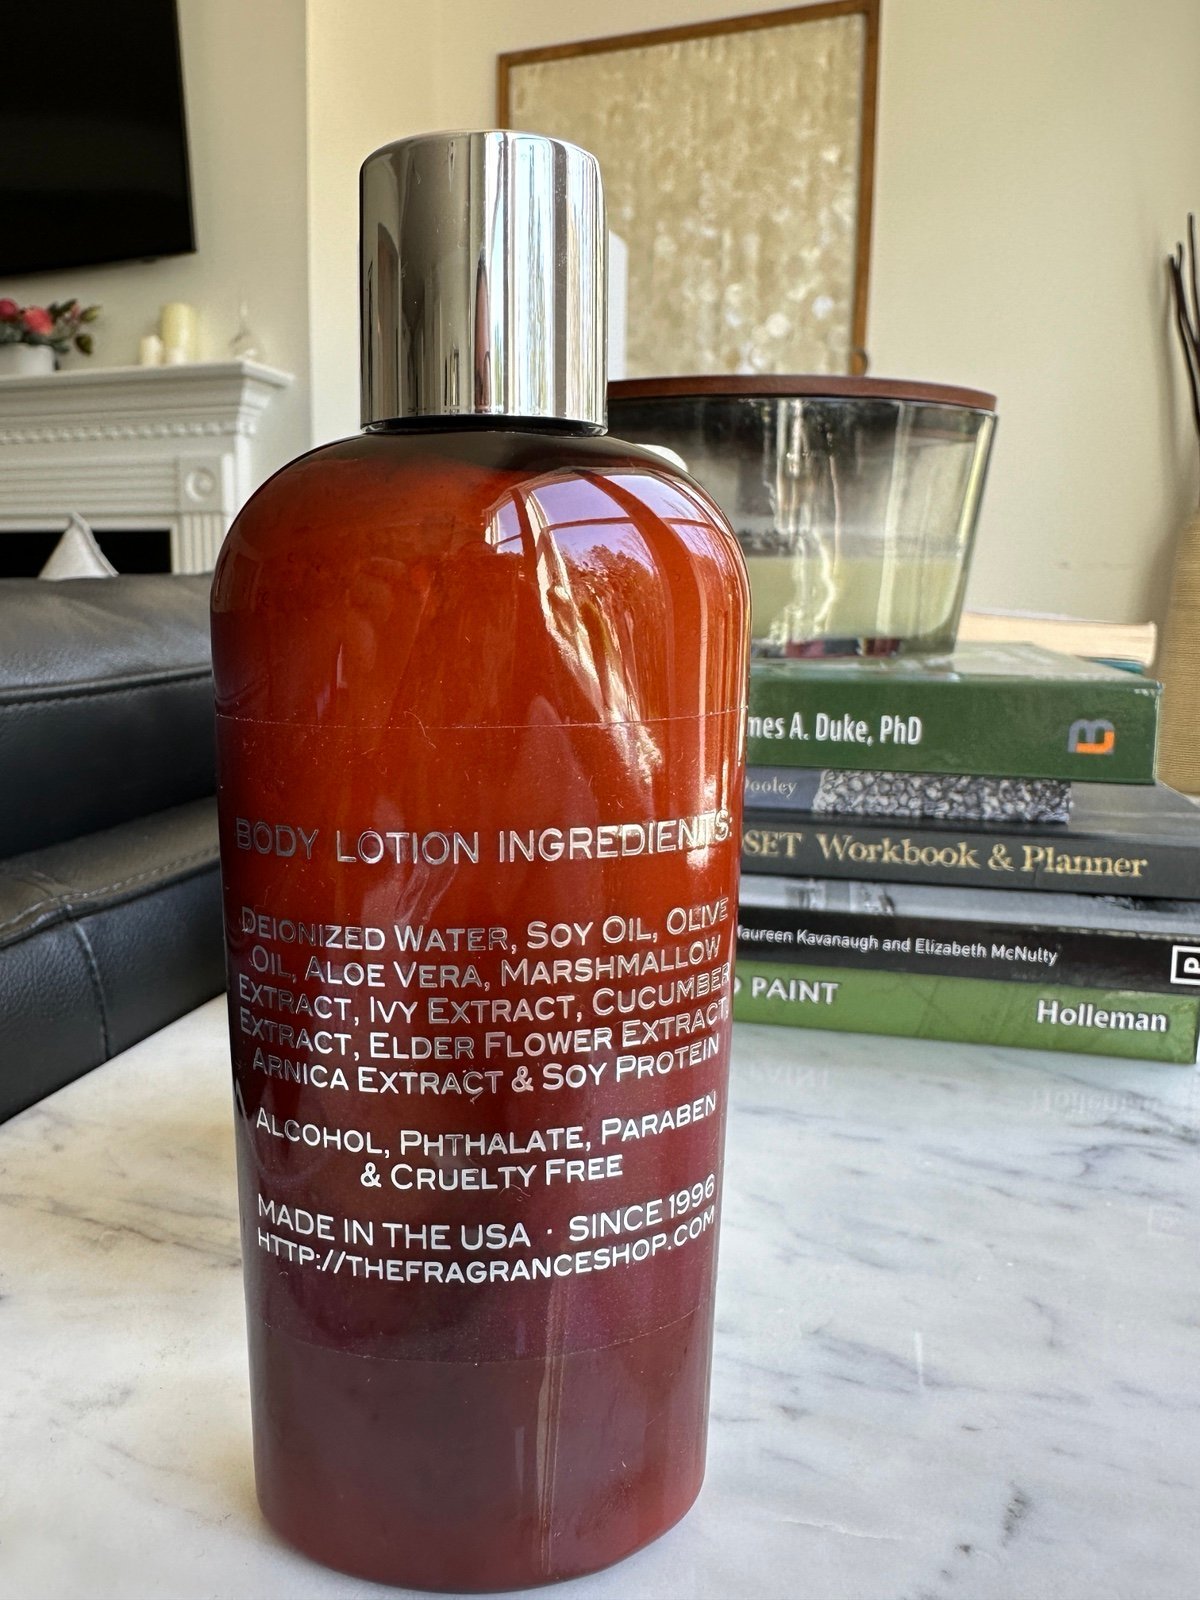 BODY LOTION INGREDIENTS:
DEIONIZED WATER, SOY OIL, OLIVE
OIL, ALOE VERA, MARSHMALLOW
EXTRACT, IVY EXTRACT, CUCUMBER
EXTRACT, ELDER FLOWER EXTRACT,
ARNICA EXTRACT & SOY PROTEIN
ALCOHOL, PHTHALATE, PARABEN
& CRUELTY FREE
MADE IN THE USA · SINCE 1996
HTTP://THEFRAGRANCESHOP.COM
A. Duke, PhD
Workbook & Planner
Kavanaugh and Elizabeth McNulty
PAINT Holleman